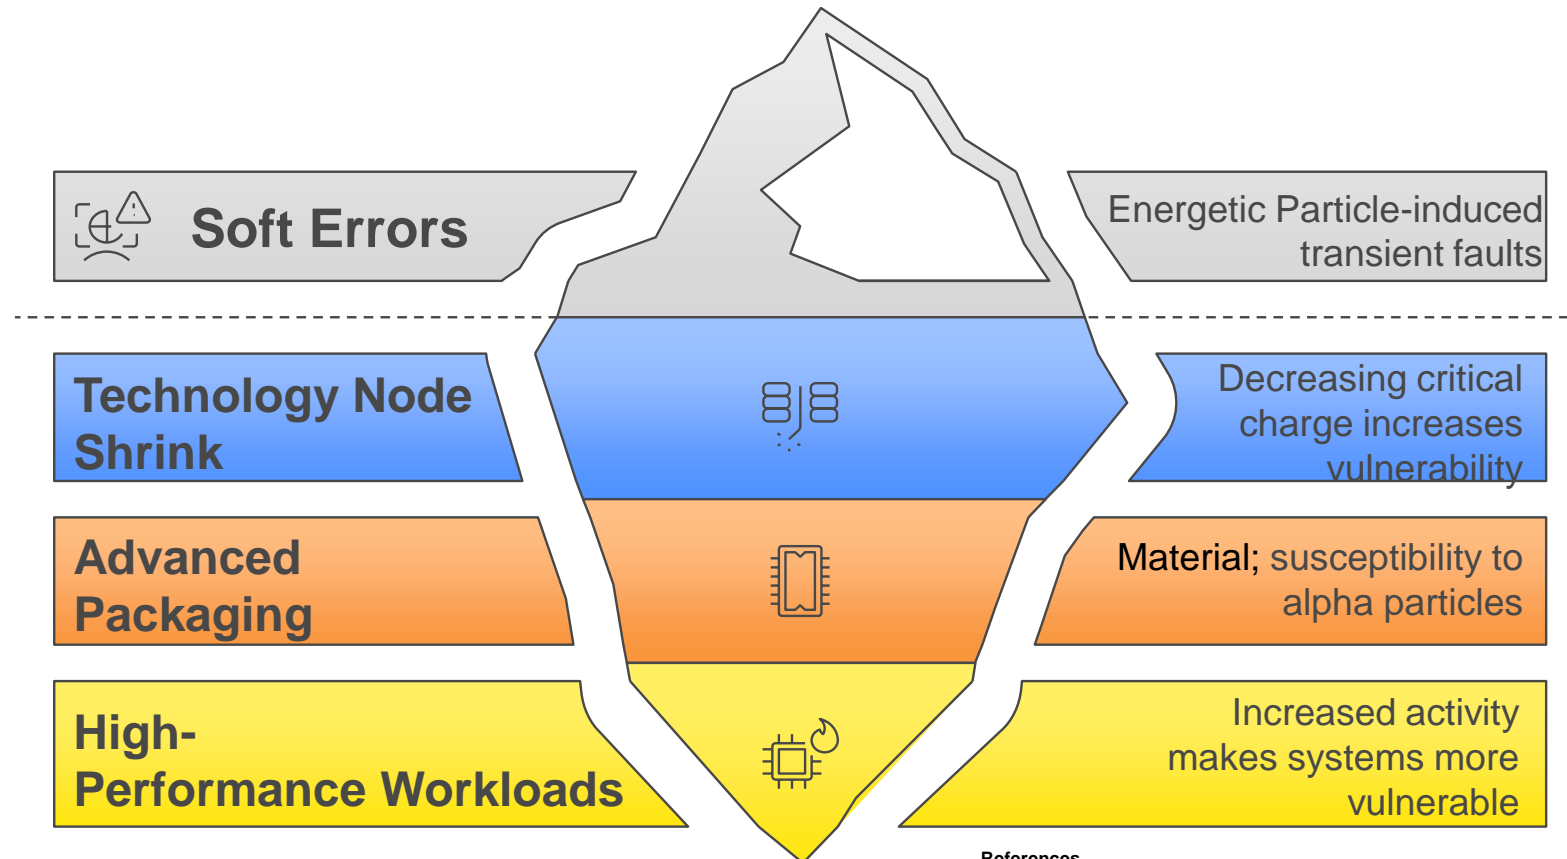 Soft Errors
Energetic Particle-induced
transient faults
Technology Node
Shrink
Decreasing critical
charge increases
vulnerability
Advanced
Packaging
Material; susceptibility to
alpha particles
High-
Performance Workloads
Increased activity
makes systems more
vulnerable
References